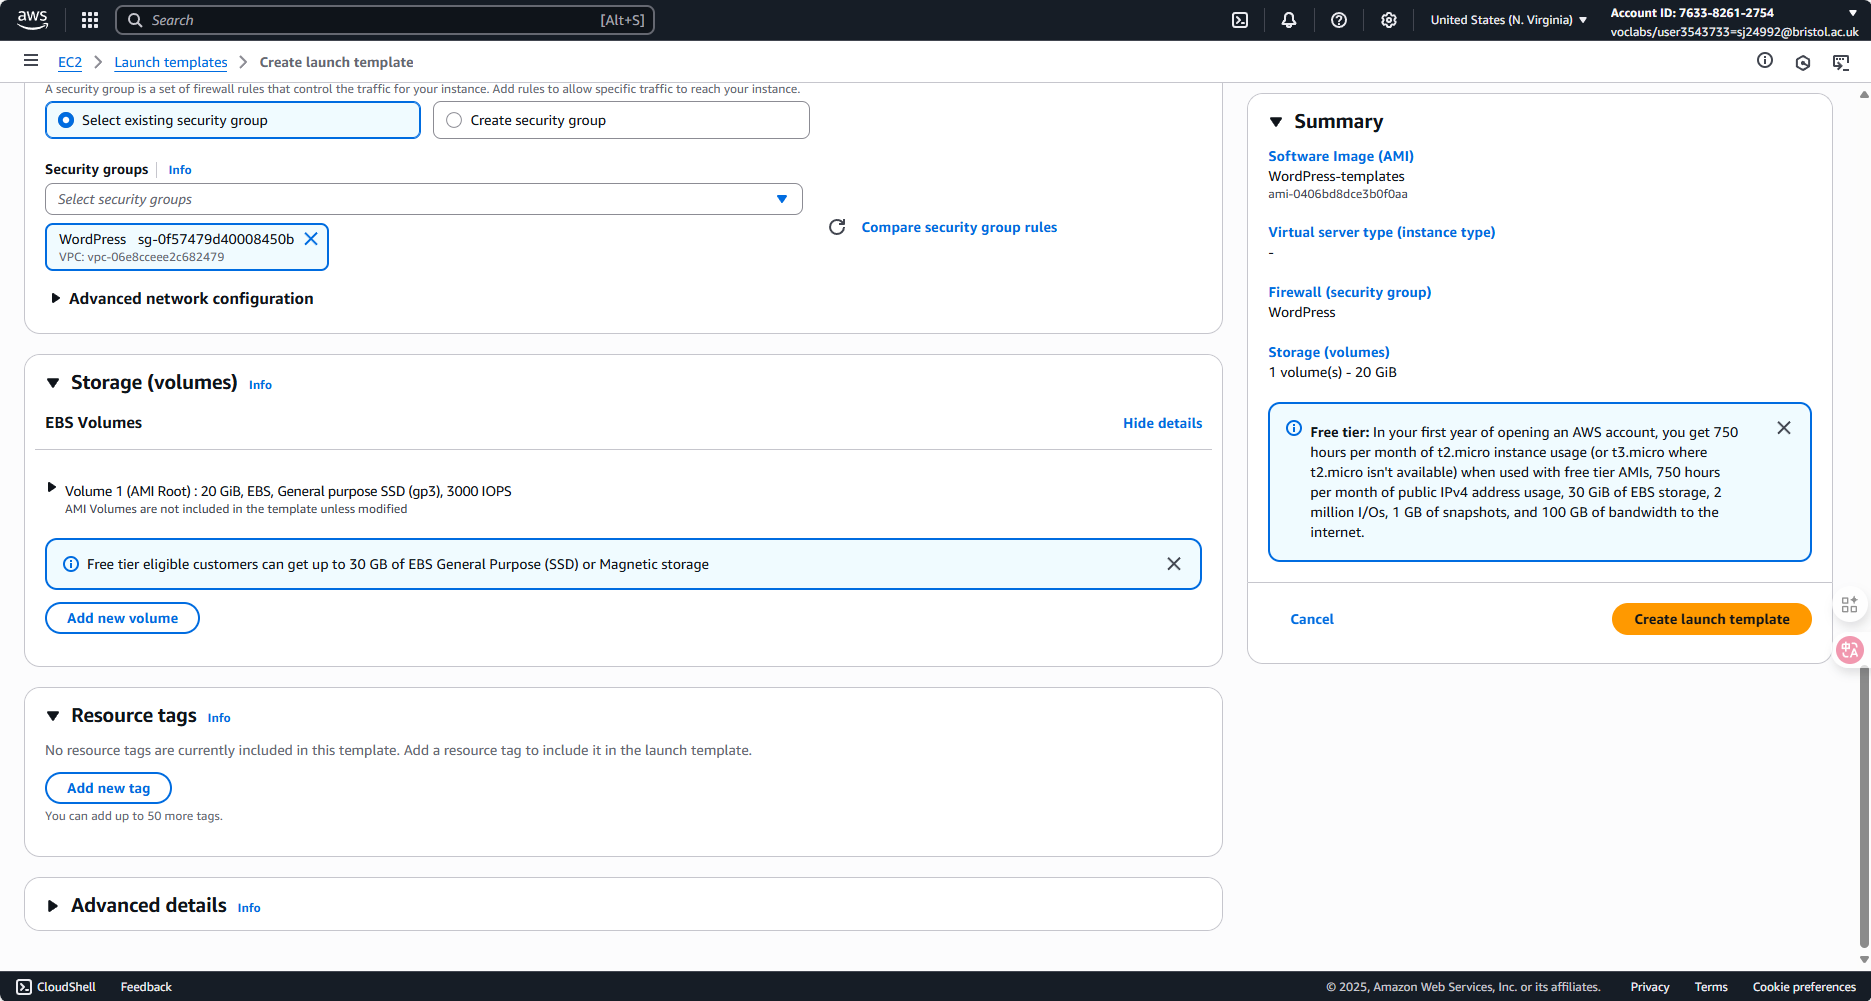 aws
Search
[Alt+S]
United States (N. Virginia)
Account ID: 7633-8261-2754
voclabs/user3543733=sj24992@bristol.ac.uk
EC2
Launch templates
Create launch template
A security group is a set of firewall rules that control the traffic for your instance. Add rules to allow specific traffic to reach your instance.
Select existing security group
Create security group
Security groups
Info
Select security groups
WordPress sg-0f57479d40008450b
VPC: vpc-06e8cceee2c682479
Compare security group rules
Advanced network configuration
Storage (volumes) Info
EBS Volumes
Hide details
Volume 1 (AMI Root) : 20 GiB, EBS, General purpose SSD (gp3), 3000 IOPS
AMI Volumes are not included in the template unless modified
Free tier eligible customers can get up to 30 GB of EBS General Purpose (SSD) or Magnetic storage
Add new volume
Resource tags Info
No resource tags are currently included in this template. Add a resource tag to include it in the launch template.
Add new tag
You can add up to 50 more tags.
Advanced details Info
Summary
Software Image (AMI)
WordPress-templates
ami-0406bd8dce3b0f0aa
Virtual server type (instance type)
-
Firewall (security group)
WordPress
Storage (volumes)
1 volume(s) - 20 GiB
Free tier: In your first year of opening an AWS account, you get 750
hours per month of t2.micro instance usage (or t3.micro where
t2.micro isn't available) when used with free tier AMIs, 750 hours
per month of public IPv4 address usage, 30 GiB of EBS storage, 2
million I/Os, 1 GB of snapshots, and 100 GB of bandwidth to the
internet.
Cancel
Create launch template
CloudShell
Feedback
© 2025, Amazon Web Services, Inc. or its affiliates.
Privacy
Terms
Cookie preferences